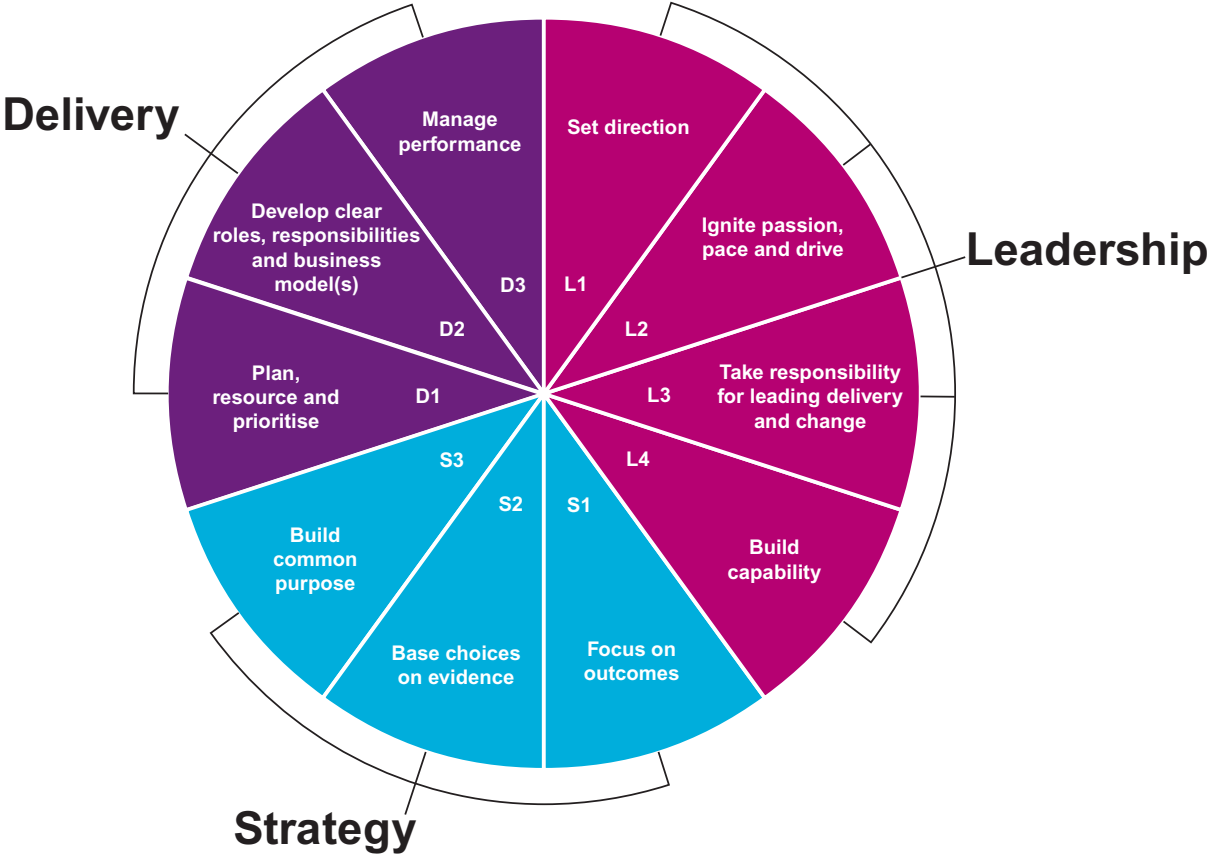 Delivery
Leadership
Strategy
Set direction
L1
Ignite passion,
pace and drive
L2
Take responsibility
for leading delivery
and change
L3
Build
capability
L4
Focus on
outcomes
S1
Base choices
on evidence
S2
Build
common
purpose
S3
Plan,
resource and
prioritise
D1
Develop clear
roles, responsibilities
and business
model(s)
D2
Manage
performance
D3